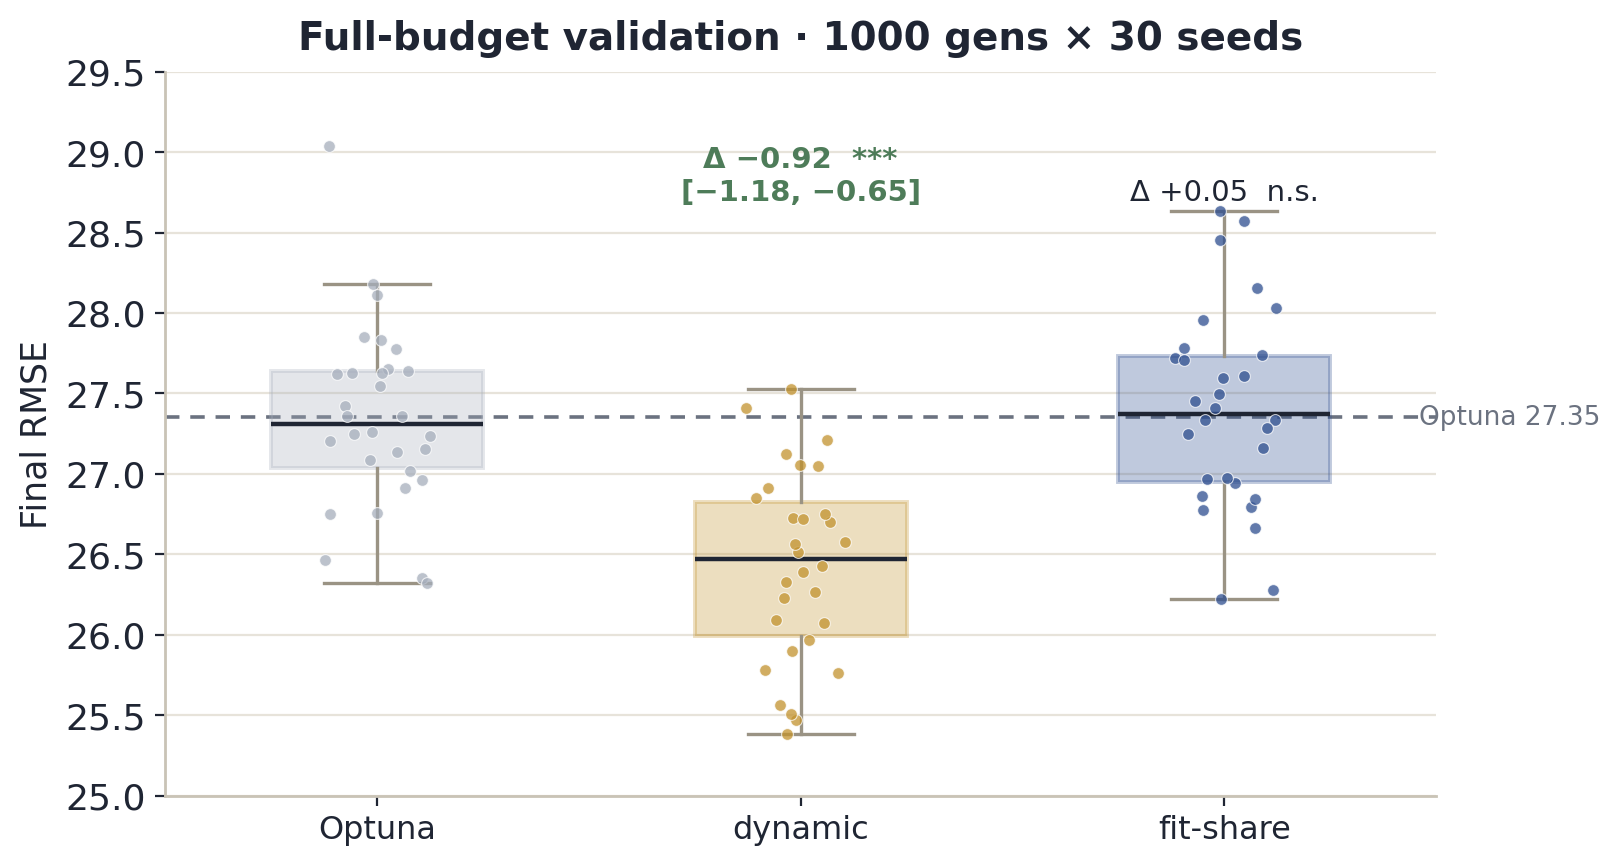 Full-budget validation · 1000 gens × 30 seeds
Final RMSE
29.5
29.0
28.5
28.0
27.5
27.0
26.5
26.0
25.5
25.0
Δ −0.92 ***
[−1.18, −0.65]
Δ +0.05 n.s.
Optuna 27.35
Optuna
dynamic
fit-share